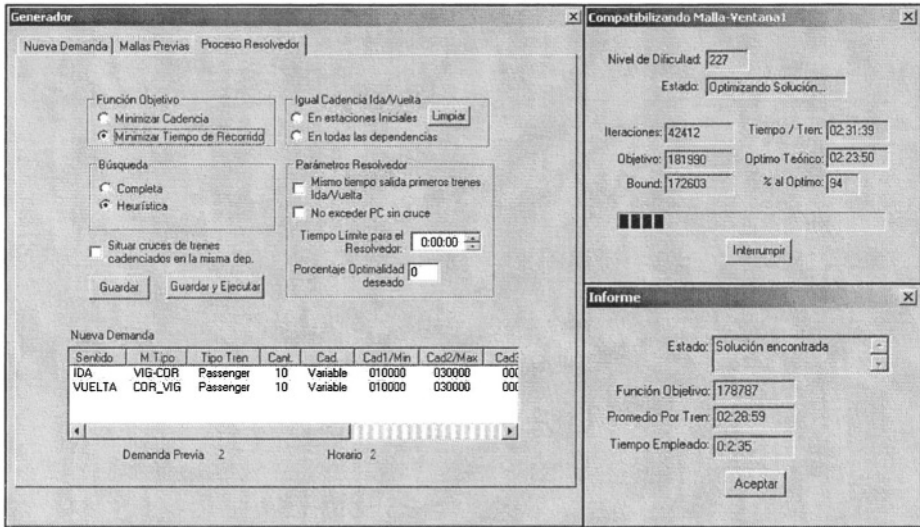 Generador
Nueva Demanda Mallas Previas Proceso Resolvedor
Función Objetivo
Minimizar Cadencia
Minimizar Tiempo de Recorrido
Igual Cadencia Ida/Vuelta
En estaciones Iniciales Limpiar
En todas las dependencias
Búsqueda
Completa
Heurística
Situar cruces de trenes
cadenciados en la misma dep.
Guardar Guardar y Ejecutar
Parámetros Resolvedor
Mismo tiempo salida primeros trenes
Ida/Vuelta
No exceder PC sin cruce
Tiempo Límite para el
Resolvedor: 0:00:00
Porcentaje Optimalidad
deseado 0
Nueva Demanda
Sentido M.Tipo Tipo Tren Cant. Cad. Cad1/Min Cad2/Max Cad3
IDA VIG-COR Passenger 10 Variable 010000 030000 000
VUELTA COR_VIG Passenger 10 Variable 010000 030000 000
Demanda Previa 2 Horario 2
Compatibilizando Malla-Ventana1
Nivel de Dificultad: 227
Estado: Optimizando Solución...
Iteraciones: 42412 Tiempo / Tren: 02:31:39
Objetivo: 181990 Optimo Teórico: 02:23:50
Bound: 172603 % al Optimo: 94
Interrumpir
Informe
Estado: Solución encontrada
Función Objetivo: 178787
Promedio Por Tren: 02:28:59
Tiempo Empleado: 0:2:35
Aceptar